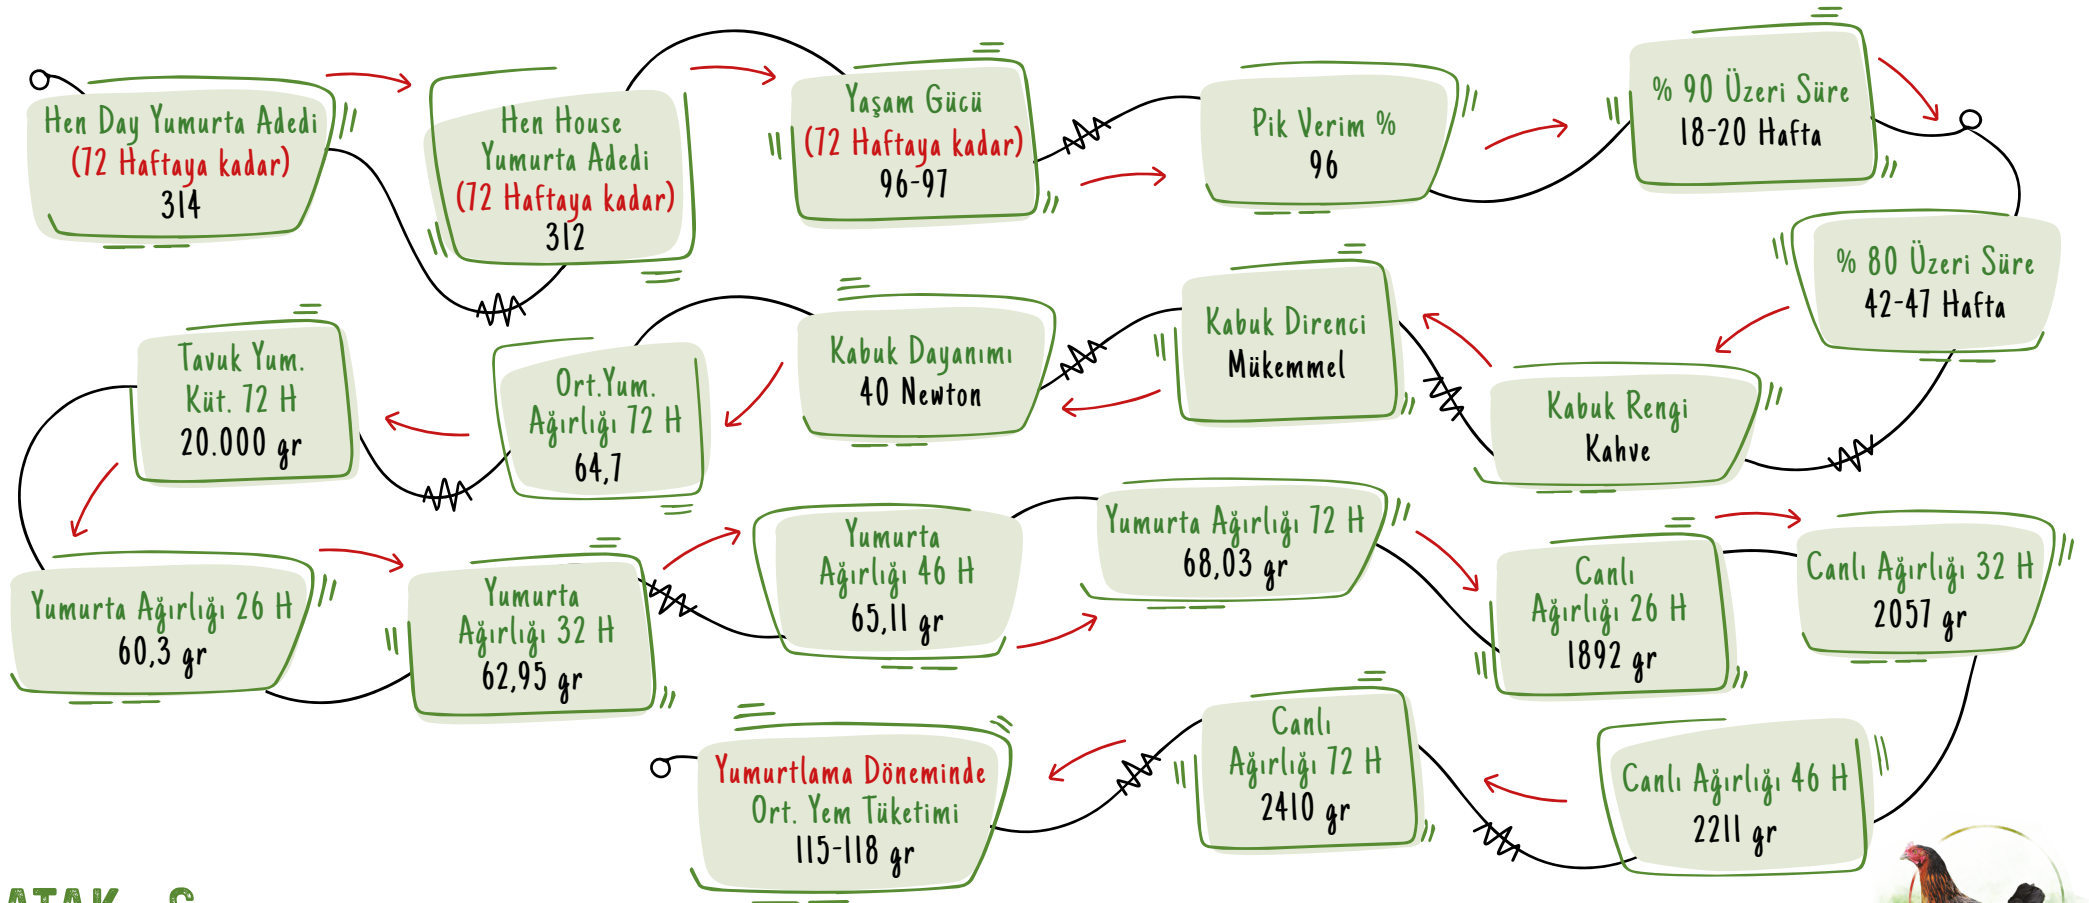 Hen Day Yumurta Adedi
(72 Haftaya kadar)
314
Hen House
Yumurta Adedi
(72 Haftaya kadar)
312
Yaşam Gücü
(72 Haftaya kadar)
96-97
Pik Verim %
96
% 90 Üzeri Süre
18-20 Hafta
% 80 Üzeri Süre
42-47 Hafta
Kabuk Rengi
Kahve
Kabuk Direnci
Mükemmel
Kabuk Dayanımı
40 Newton
Ort.Yum.
Ağırlığı 72 H
64,7
Tavuk Yum.
Küt. 72 H
20.000 gr
Yumurta Ağırlığı 26 H
60,3 gr
Yumurta
Ağırlığı 32 H
62,95 gr
Yumurta
Ağırlığı 46 H
65,11 gr
Yumurta Ağırlığı 72 H
68,03 gr
Canlı
Ağırlığı 26 H
1892 gr
Canlı Ağırlığı 32 H
2057 gr
Canlı Ağırlığı 46 H
2211 gr
Canlı
Ağırlığı 72 H
2410 gr
Yumurtlama Döneminde
Ort. Yem Tüketimi
115-118 gr
ATAK - S